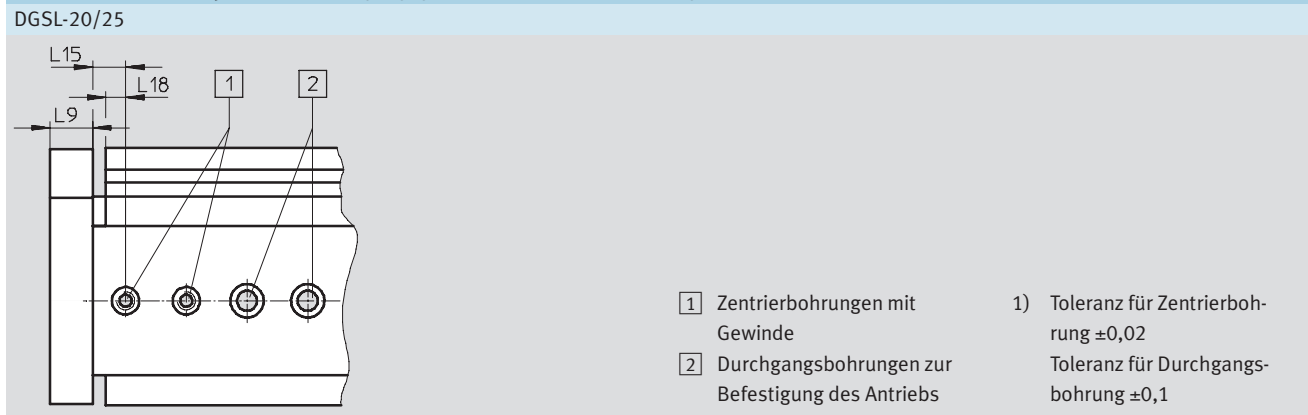 DGSL-20/25
L15
L18
1
2
L9
1 Zentrierbohrungen mit
Gewinde
2 Durchgangsbohrungen zur
Befestigung des Antriebs
1) Toleranz für Zentrierboh-
rung ±0,02
Toleranz für Durchgangs-
bohrung ±0,1